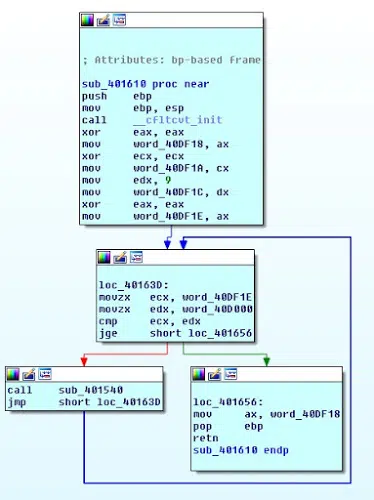 ; Attributes: bp-based frame
sub_401610 proc near
push ebp
mov ebp, esp
call __cfltcvt_init
xor eax, eax
mov word_40DF18, ax
xor ecx, ecx
mov word_40DF1A, cx
mov edx, 9
mov word_40DF1C, dx
xor eax, eax
mov word_40DF1E, ax
loc_40163D:
movzx ecx, word_40DF1E
movzx edx, word_40D000
cmp ecx, edx
jge short loc_401656
call sub_401540
jmp short loc_40163D
loc_401656:
mov ax, word_40DF18
pop ebp
retn
sub_401610 endp